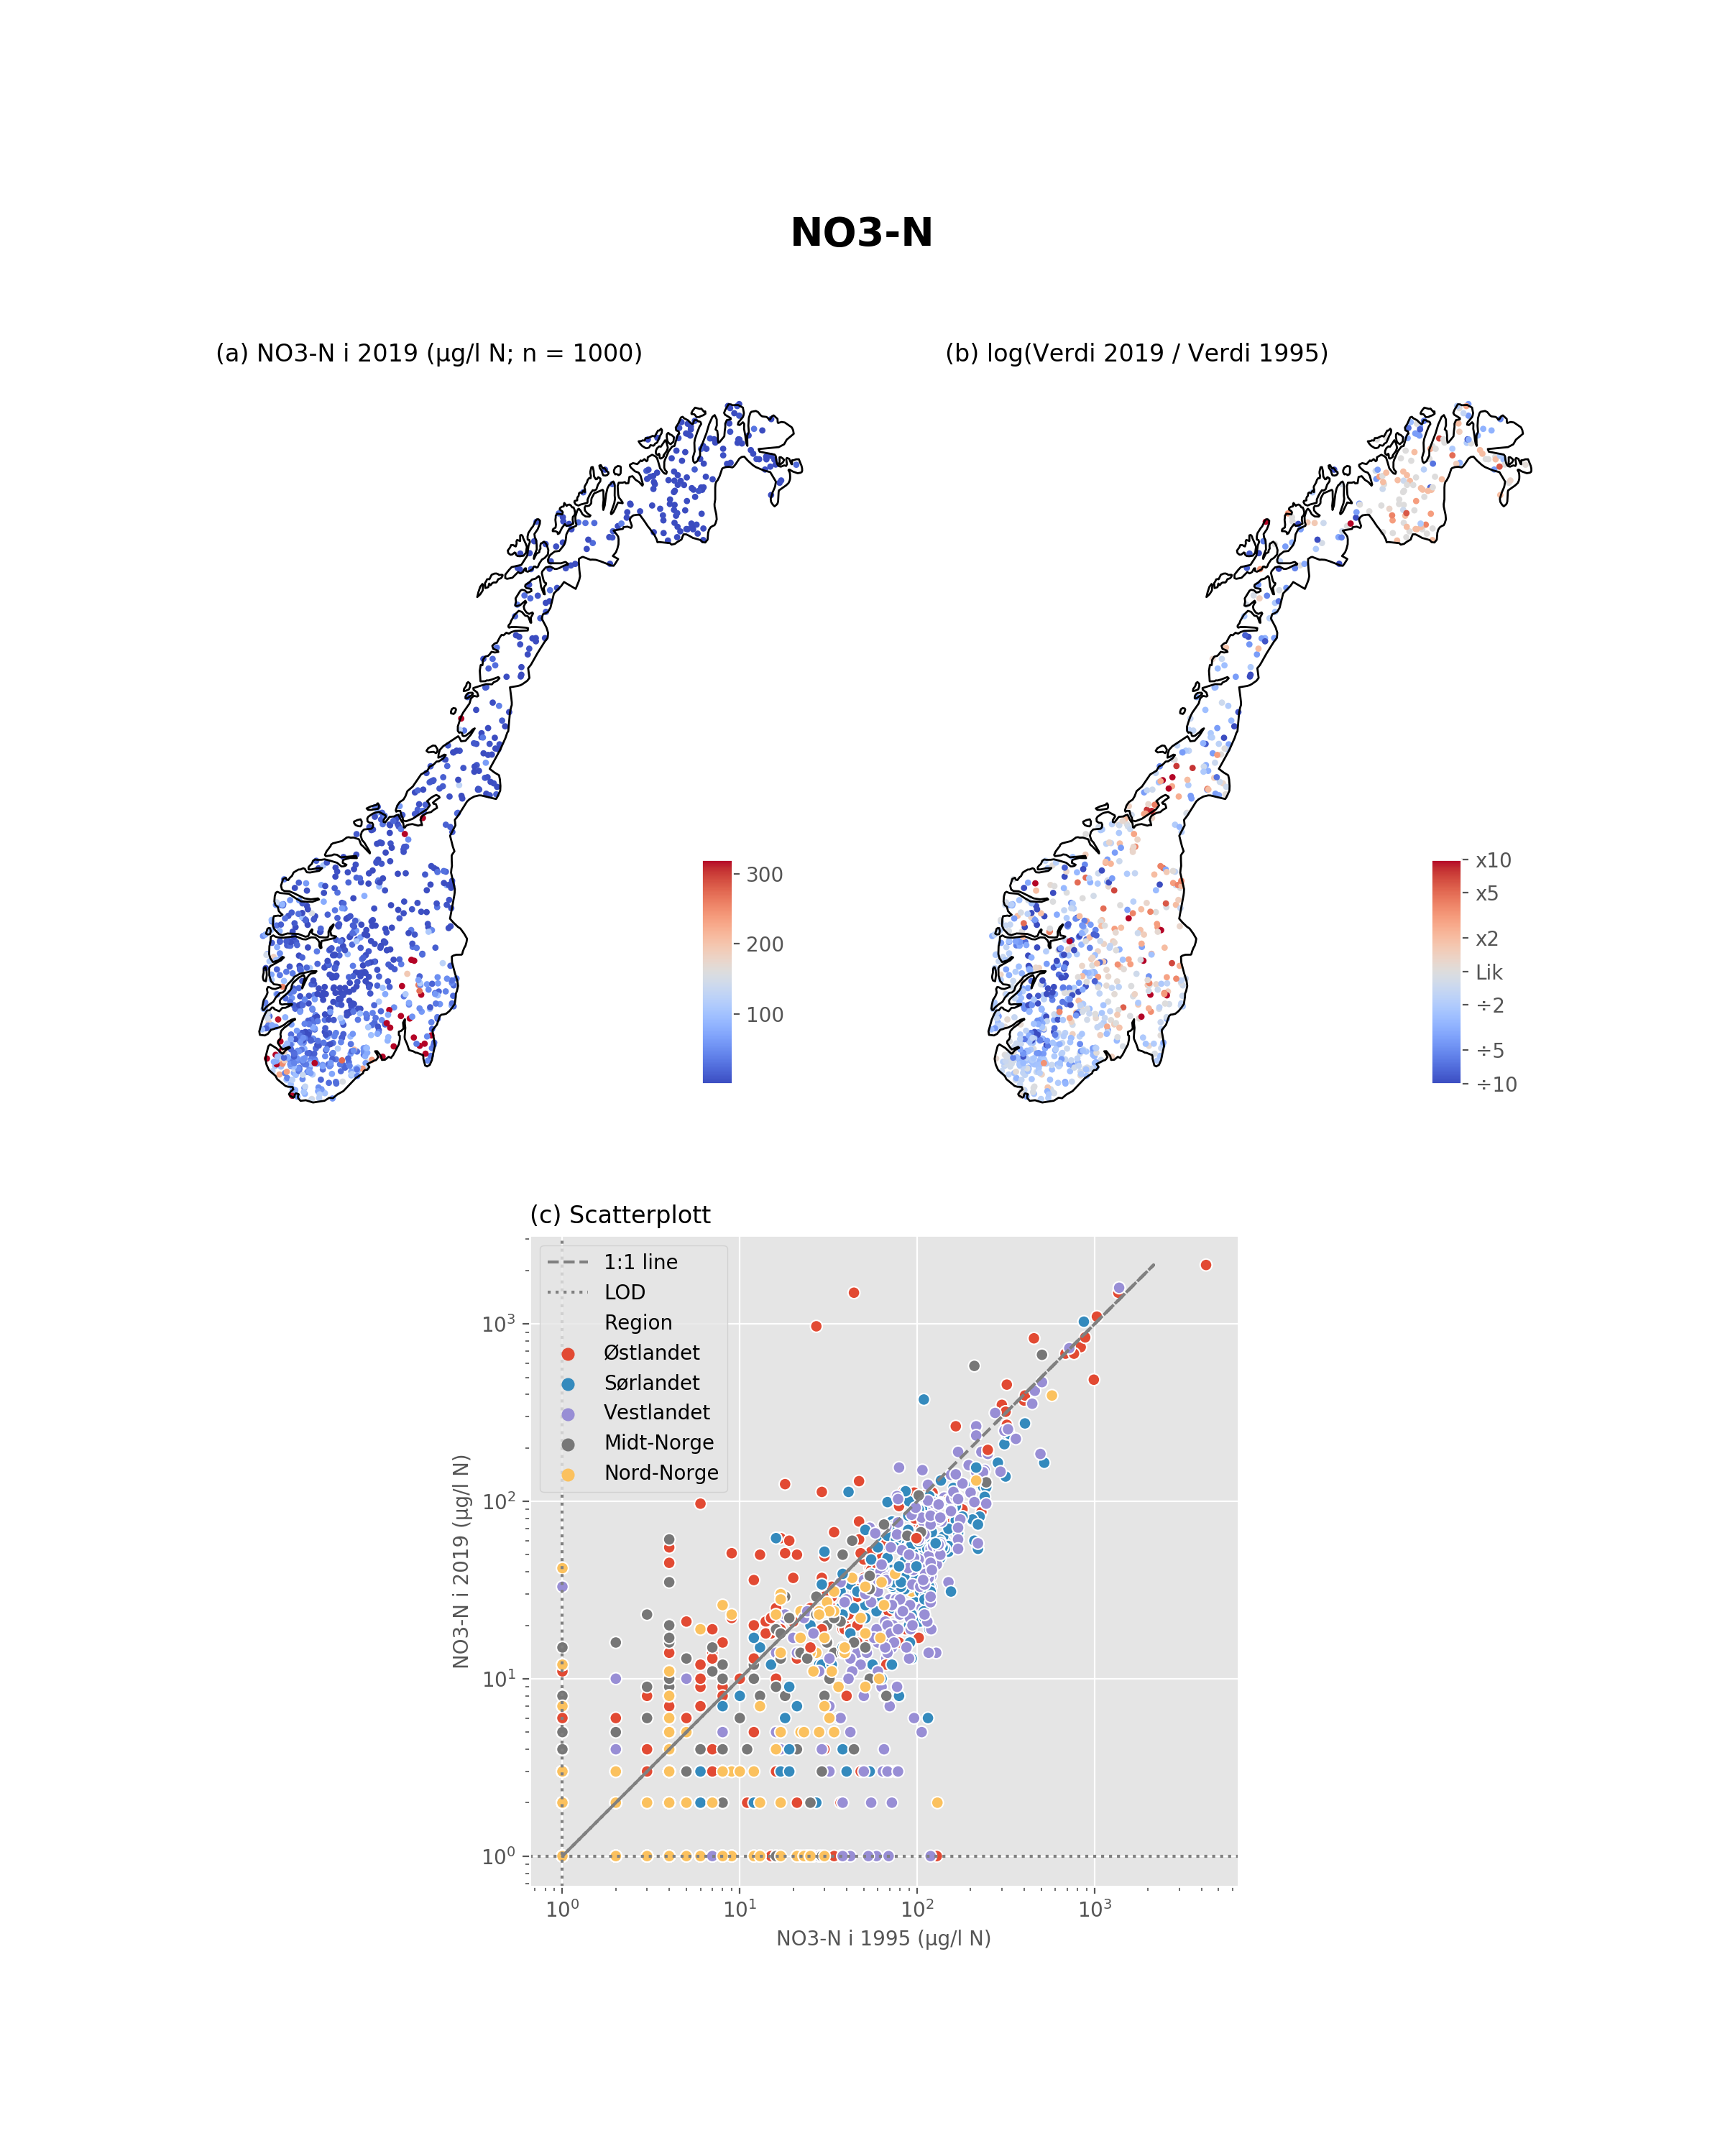 NO3-N
(a) NO3-N i 2019 (µg/l N; n = 1000)
(b) log(Verdi 2019 / Verdi 1995)
300
200
100
x10
x5
x2
Lik
÷2
÷5
÷10
(c) Scatterplott
1:1 line
LOD
Region
Østlandet
Sørlandet
Vestlandet
Midt-Norge
Nord-Norge
10³
10²
10¹
10⁰
NO3-N i 2019 (µg/l N)
10⁰ 10¹ 10² 10³
NO3-N i 1995 (µg/l N)